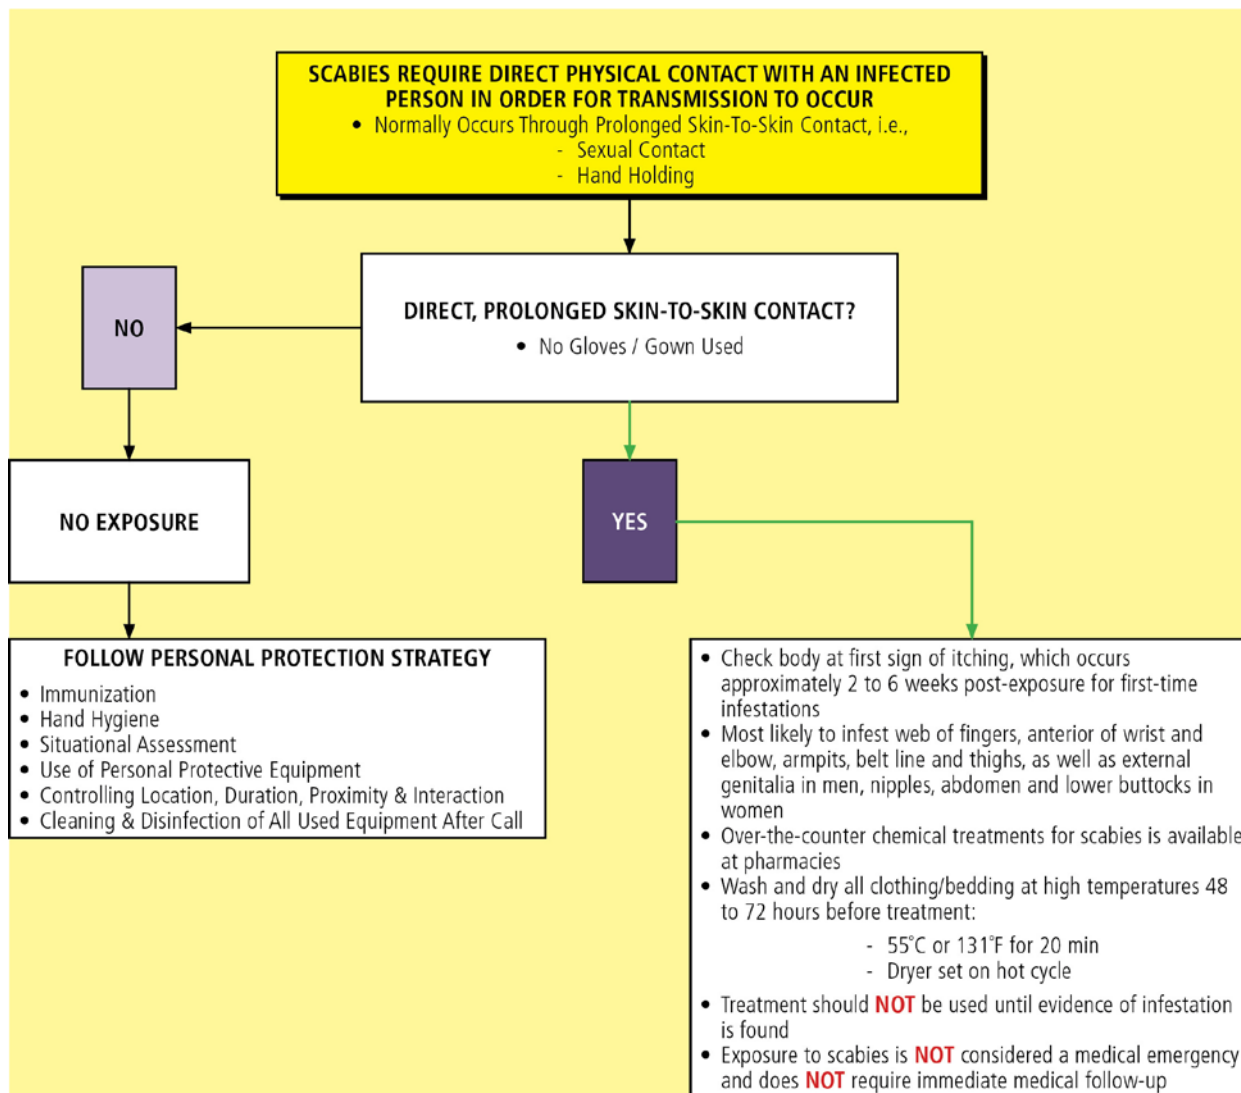 SCABIES REQUIRE DIRECT PHYSICAL CONTACT WITH AN INFECTED
PERSON IN ORDER FOR TRANSMISSION TO OCCUR
• Normally Occurs Through Prolonged Skin-To-Skin Contact, i.e.,
- Sexual Contact
- Hand Holding
DIRECT, PROLONGED SKIN-TO-SKIN CONTACT?
• No Gloves / Gown Used
NO
NO EXPOSURE
YES
FOLLOW PERSONAL PROTECTION STRATEGY
• Immunization
• Hand Hygiene
• Situational Assessment
• Use of Personal Protective Equipment
• Controlling Location, Duration, Proximity & Interaction
• Cleaning & Disinfection of All Used Equipment After Call
• Check body at first sign of itching, which occurs
approximately 2 to 6 weeks post-exposure for first-time
infestations
• Most likely to infest web of fingers, anterior of wrist and
elbow, armpits, belt line and thighs, as well as external
genitalia in men, nipples, abdomen and lower buttocks in
women
• Over-the-counter chemical treatments for scabies is available
at pharmacies
• Wash and dry all clothing/bedding at high temperatures 48
to 72 hours before treatment:
- 55°C or 131°F for 20 min
- Dryer set on hot cycle
• Treatment should NOT be used until evidence of infestation
is found
• Exposure to scabies is NOT considered a medical emergency
and does NOT require immediate medical follow-up